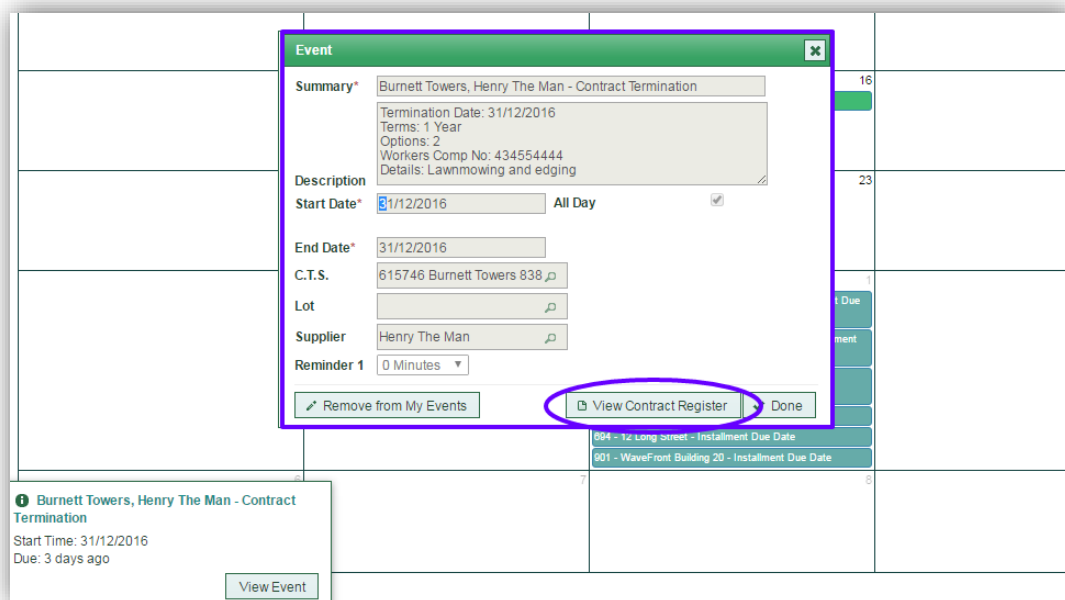 Event
16
Summary*
Burnett Towers, Henry The Man - Contract Termination
Termination Date: 31/12/2016
Terms: 1 Year
Options: 2
Workers Comp No: 434554444
Details: Lawnmowing and edging
Description
23
Start Date*
31/12/2016
All Day
End Date*
31/12/2016
C.T.S.
615746 Burnett Towers 838
1
t Due
Lot
Supplier
Henry The Man
ment
Reminder 1
0 Minutes
Remove from My Events
View Contract Register
Done
694 - 12 Long Street - Installment Due Date
901 - WaveFront Building 20 - Installment Due Date
6
7
8
Burnett Towers, Henry The Man - Contract
Termination
Start Time: 31/12/2016
Due: 3 days ago
View Event